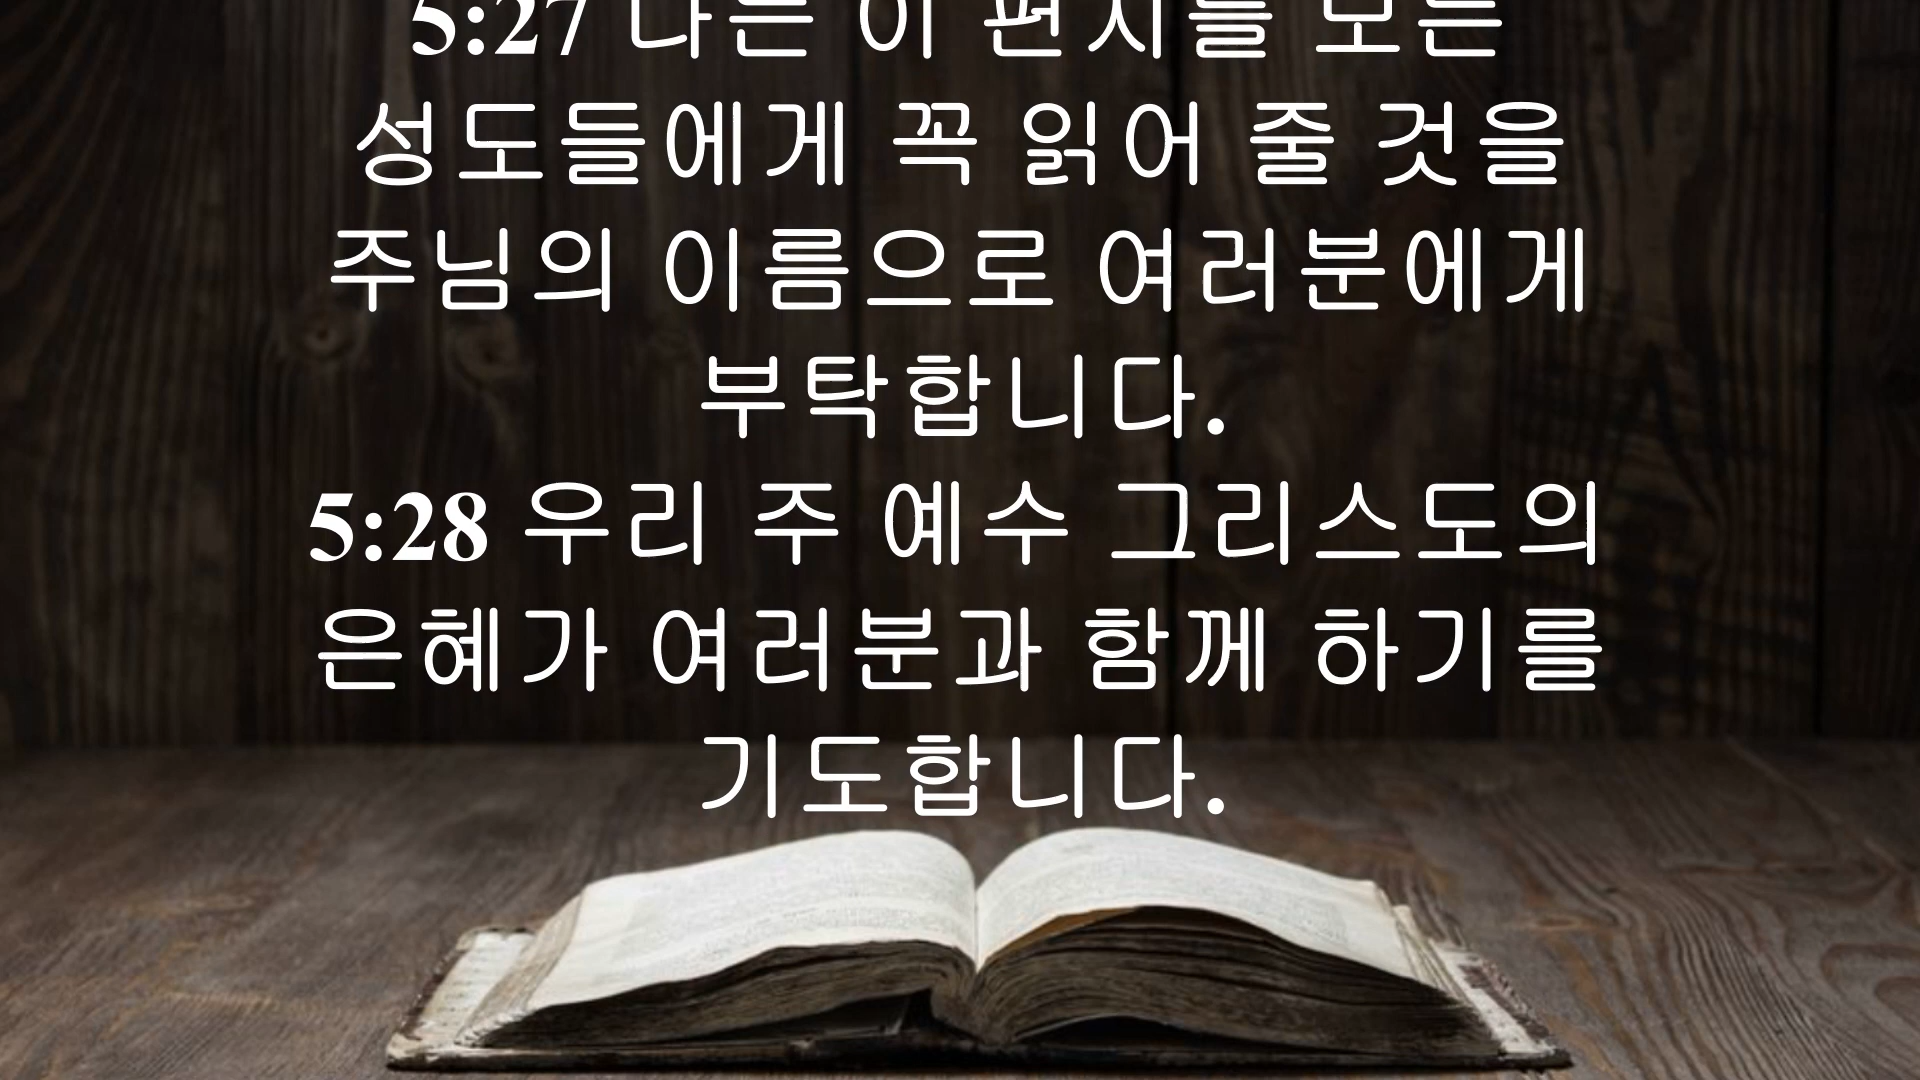 5:27 나는 이 편지를 모든
성도들에게 꼭 읽어 줄 것을
주님의 이름으로 여러분에게
부탁합니다.
5:28 우리 주 예수 그리스도의
은혜가 여러분과 함께 하기를
기도합니다.